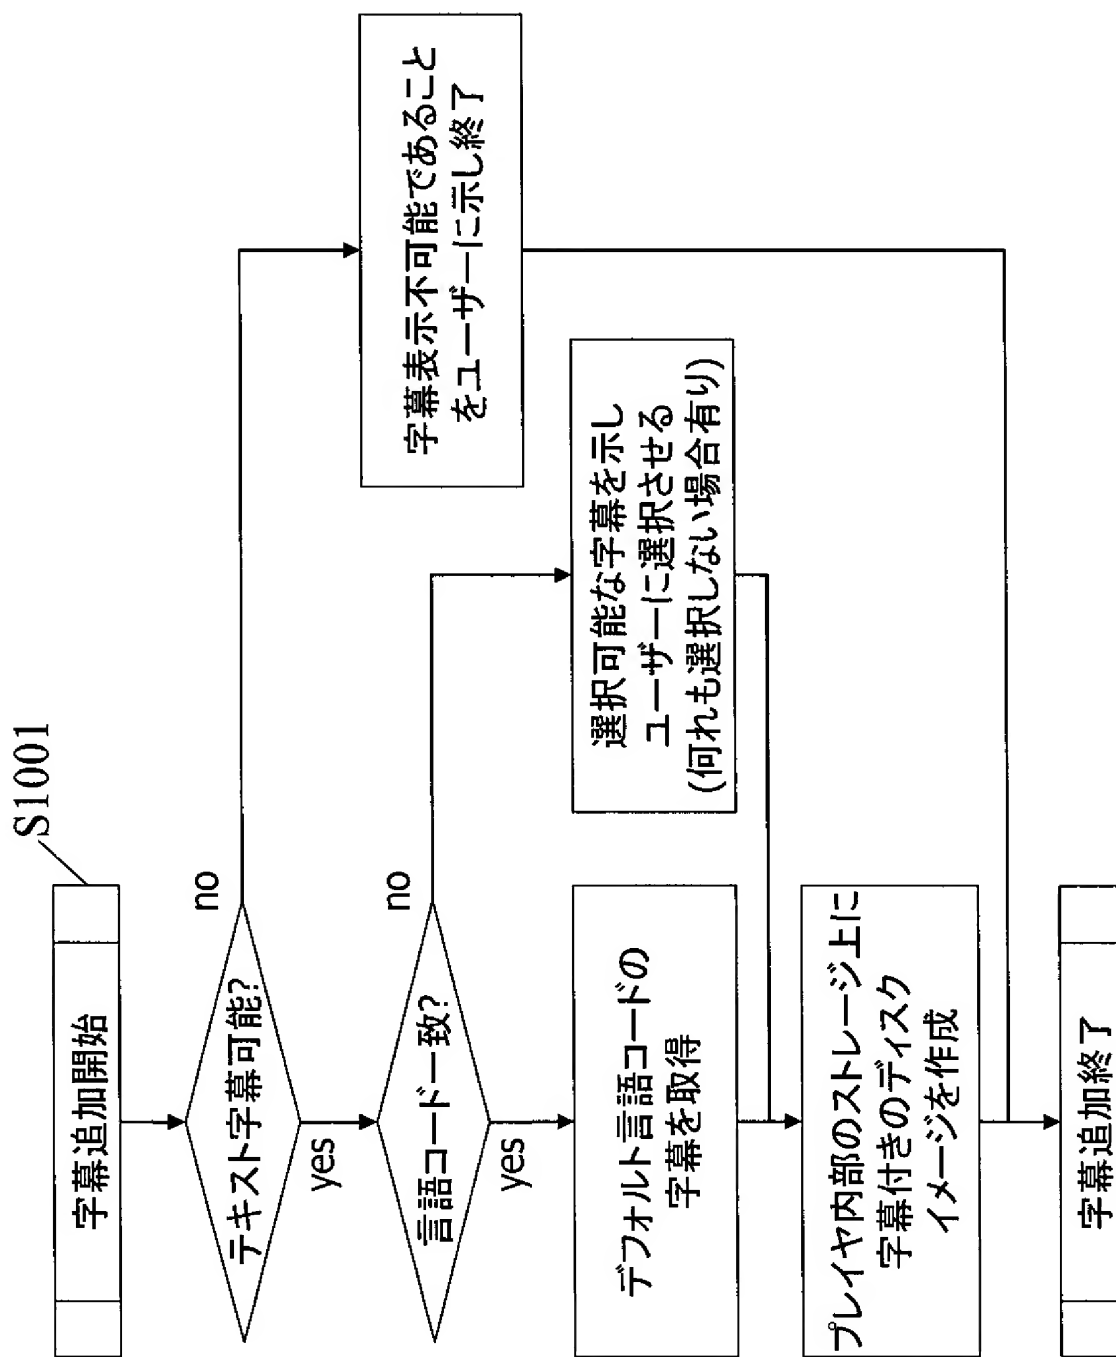 S1001
字幕追加開始
テキスト字幕可能?
no
yes
言語コード一致?
no
yes
字幕表示不可能であること
をユーザーに示し終了
選択可能な字幕を示し
ユーザーに選択させる
(何れも選択しない場合有り)
デフォルト言語コードの
字幕を取得
プレイヤ内部のストレージ上に
字幕付きのディスク
イメージを作成
字幕追加終了